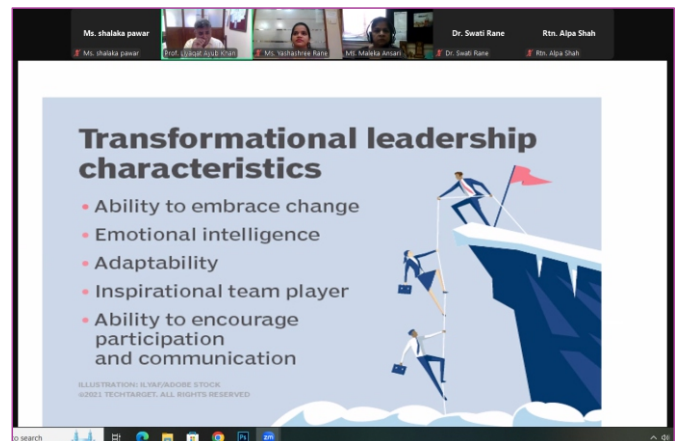 Ms. shalaka pawar
Dr. Swati Rane
Rtn. Alpa Shah
Ms. shalaka pawar
Prof. Liyaqat Ayub Khan
Ms. Yashashree Rane
Ms. Maleka Ansari
Dr. Swati Rane
Rtn. Alpa Shah
Transformational leadership
characteristics
• Ability to embrace change
• Emotional intelligence
• Adaptability
• Inspirational team player
• Ability to encourage
participation
and communication
ILLUSTRATION: ILYAF/ADOBE STOCK
©2021 TECHTARGET. ALL RIGHTS RESERVED
o search
Ps
zm